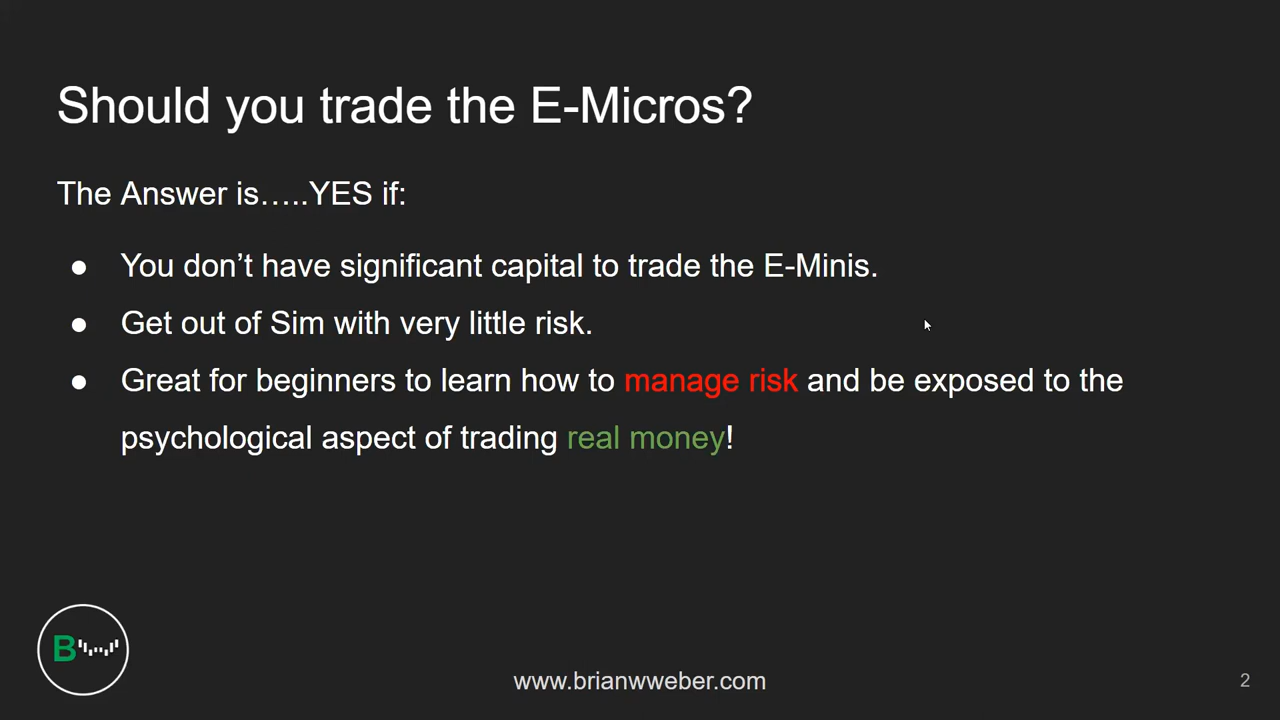 Should you trade the E-Micros?
The Answer is…..YES if:
● You don’t have significant capital to trade the E-Minis.
● Get out of Sim with very little risk.
● Great for beginners to learn how to manage risk and be exposed to the
psychological aspect of trading real money!
B
www.brianwweber.com
2